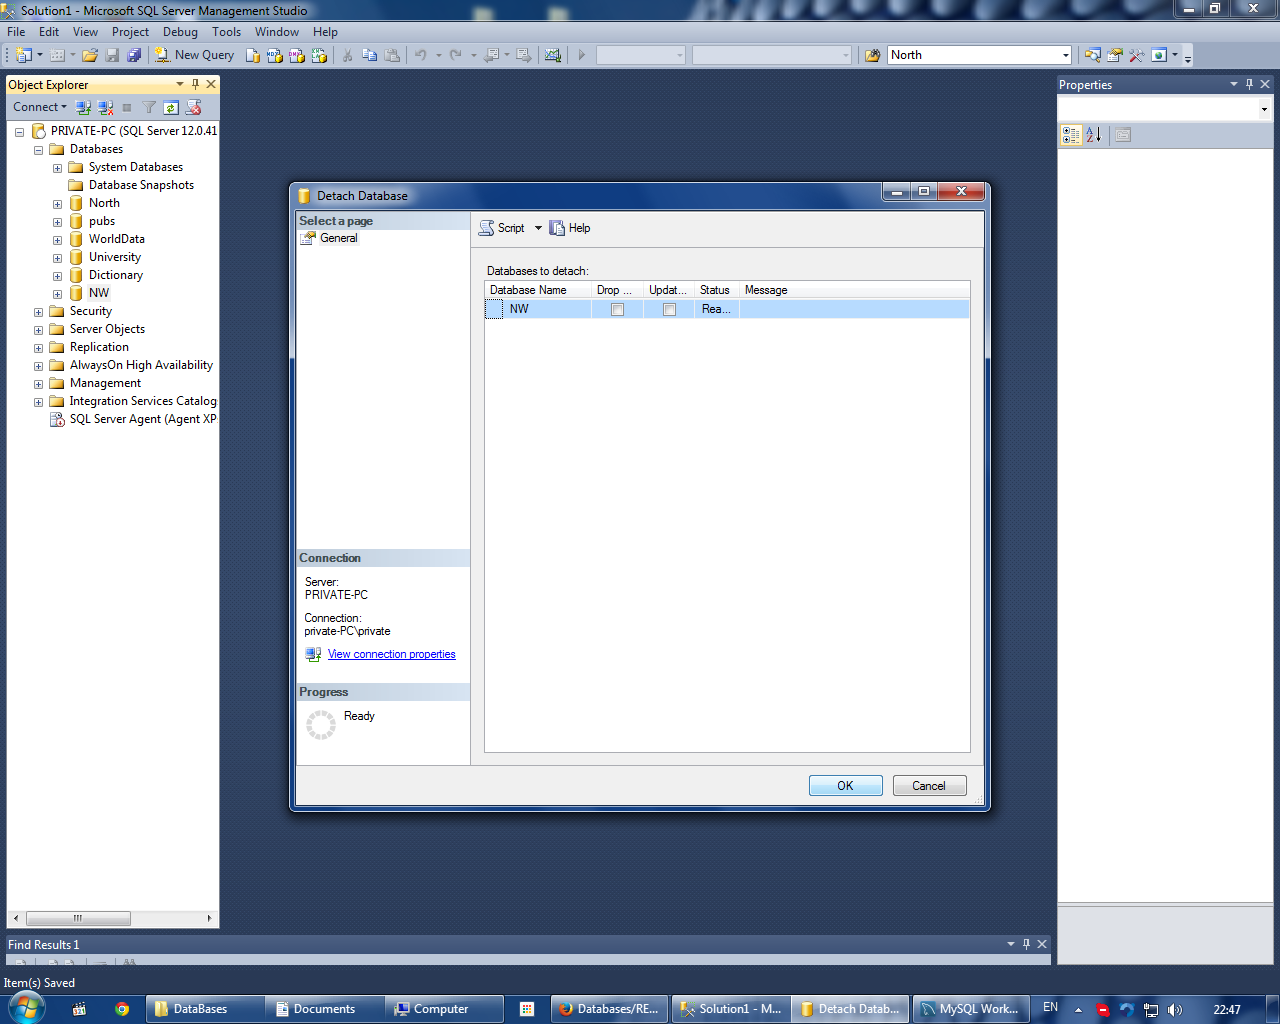 Solution1 - Microsoft SQL Server Management Studio
File Edit View Project Debug Tools Window Help
New Query
North
Object Explorer
Connect
PRIVATE-PC (SQL Server 12.0.41
Databases
System Databases
Database Snapshots
North
pubs
WorldData
University
Dictionary
NW
Security
Server Objects
Replication
AlwaysOn High Availability
Management
Integration Services Catalog
SQL Server Agent (Agent XP
Detach Database
Select a page
General
Script Help
Databases to detach:
Database Name Drop ... Updat... Status Message
NW Rea...
Connection
Server:
PRIVATE-PC
Connection:
private-PC\private
View connection properties
Progress
Ready
OK Cancel
Properties
Find Results 1
Item(s) Saved
DataBases Documents Computer Databases/RE... Solution1 - M... Detach Datab... MySQL Work... EN 22:47